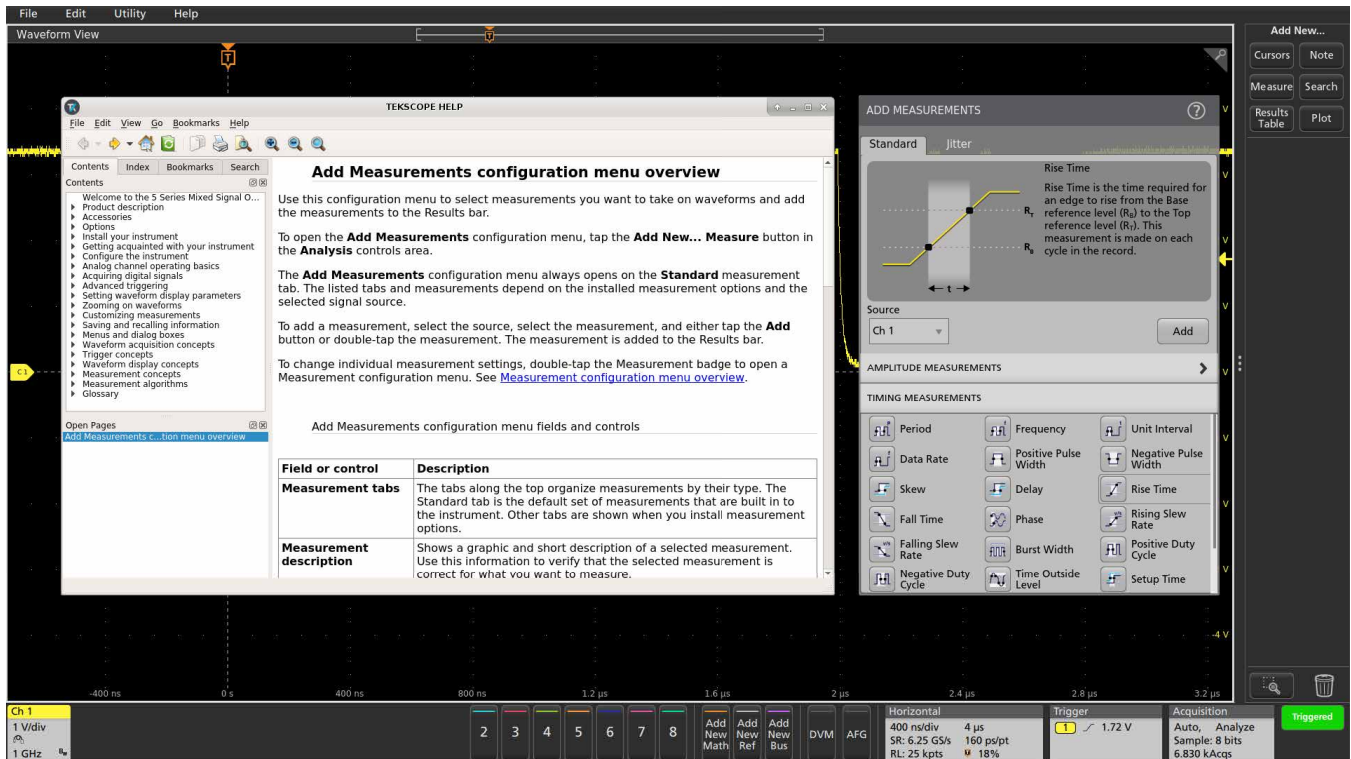 File Edit Utility Help
Waveform View
Add New...
Cursors Note
Measure Search
Results Table Plot
TEKSCOPE HELP
File Edit View Go Bookmarks Help
Contents Index Bookmarks Search
Contents
Welcome to the 5 Series Mixed Signal O...
Product description
Accessories
Options
Install your instrument
Getting acquainted with your instrument
Configure the instrument
Analog channel operating basics
Acquiring digital signals
Advanced triggering
Setting waveform display parameters
Zooming on waveforms
Customizing measurements
Saving and recalling information
Menus and dialog boxes
Waveform acquisition concepts
Trigger concepts
Waveform display concepts
Measurement concepts
Measurement algorithms
Glossary
Open Pages
Add Measurements c...tion menu overview
Add Measurements configuration menu overview
Use this configuration menu to select measurements you want to take on waveforms and add
the measurements to the Results bar.
To open the Add Measurements configuration menu, tap the Add New... Measure button in
the Analysis controls area.
The Add Measurements configuration menu always opens on the Standard measurement
tab. The listed tabs and measurements depend on the installed measurement options and the
selected signal source.
To add a measurement, select the source, select the measurement, and either tap the Add
button or double-tap the measurement. The measurement is added to the Results bar.
To change individual measurement settings, double-tap the Measurement badge to open a
Measurement configuration menu. See Measurement configuration menu overview.
Add Measurements configuration menu fields and controls
Field or control Description
Measurement tabs The tabs along the top organize measurements by their type. The
Standard tab is the default set of measurements that are built in to
the instrument. Other tabs are shown when you install measurement
options.
Measurement description Shows a graphic and short description of a selected measurement.
Use this information to verify that the selected measurement is
correct for what you want to measure.
ADD MEASUREMENTS ?
Standard Jitter
Rise Time
Rise Time is the time required for
an edge to rise from the Base
reference level (RB) to the Top
reference level (RT). This
measurement is made on each
cycle in the record.
RT
RB
t
Source
Ch 1 Add
AMPLITUDE MEASUREMENTS
TIMING MEASUREMENTS
Period Frequency Unit Interval
Data Rate Positive Pulse Width Negative Pulse Width
Skew Delay Rise Time
Fall Time Phase Rising Slew Rate
Falling Slew Rate Burst Width Positive Duty Cycle
Negative Duty Cycle Time Outside Level Setup Time
T
T
C1
V
V
V
V
V
V
V
-4 V
-400 ns 0 s 400 ns 800 ns 1.2 µs 1.6 µs 2 µs 2.4 µs 2.8 µs 3.2 µs
Ch 1
1 V/div
1 GHz
2 3 4 5 6 7 8
Add New Math
Add New Ref
Add New Bus
DVM AFG
Horizontal
400 ns/div 4 µs
SR: 6.25 GS/s 160 ps/pt
RL: 25 kpts 18%
Trigger
1 1.72 V
Acquisition
Auto, Analyze
Sample: 8 bits
6.830 kAcqs
Triggered